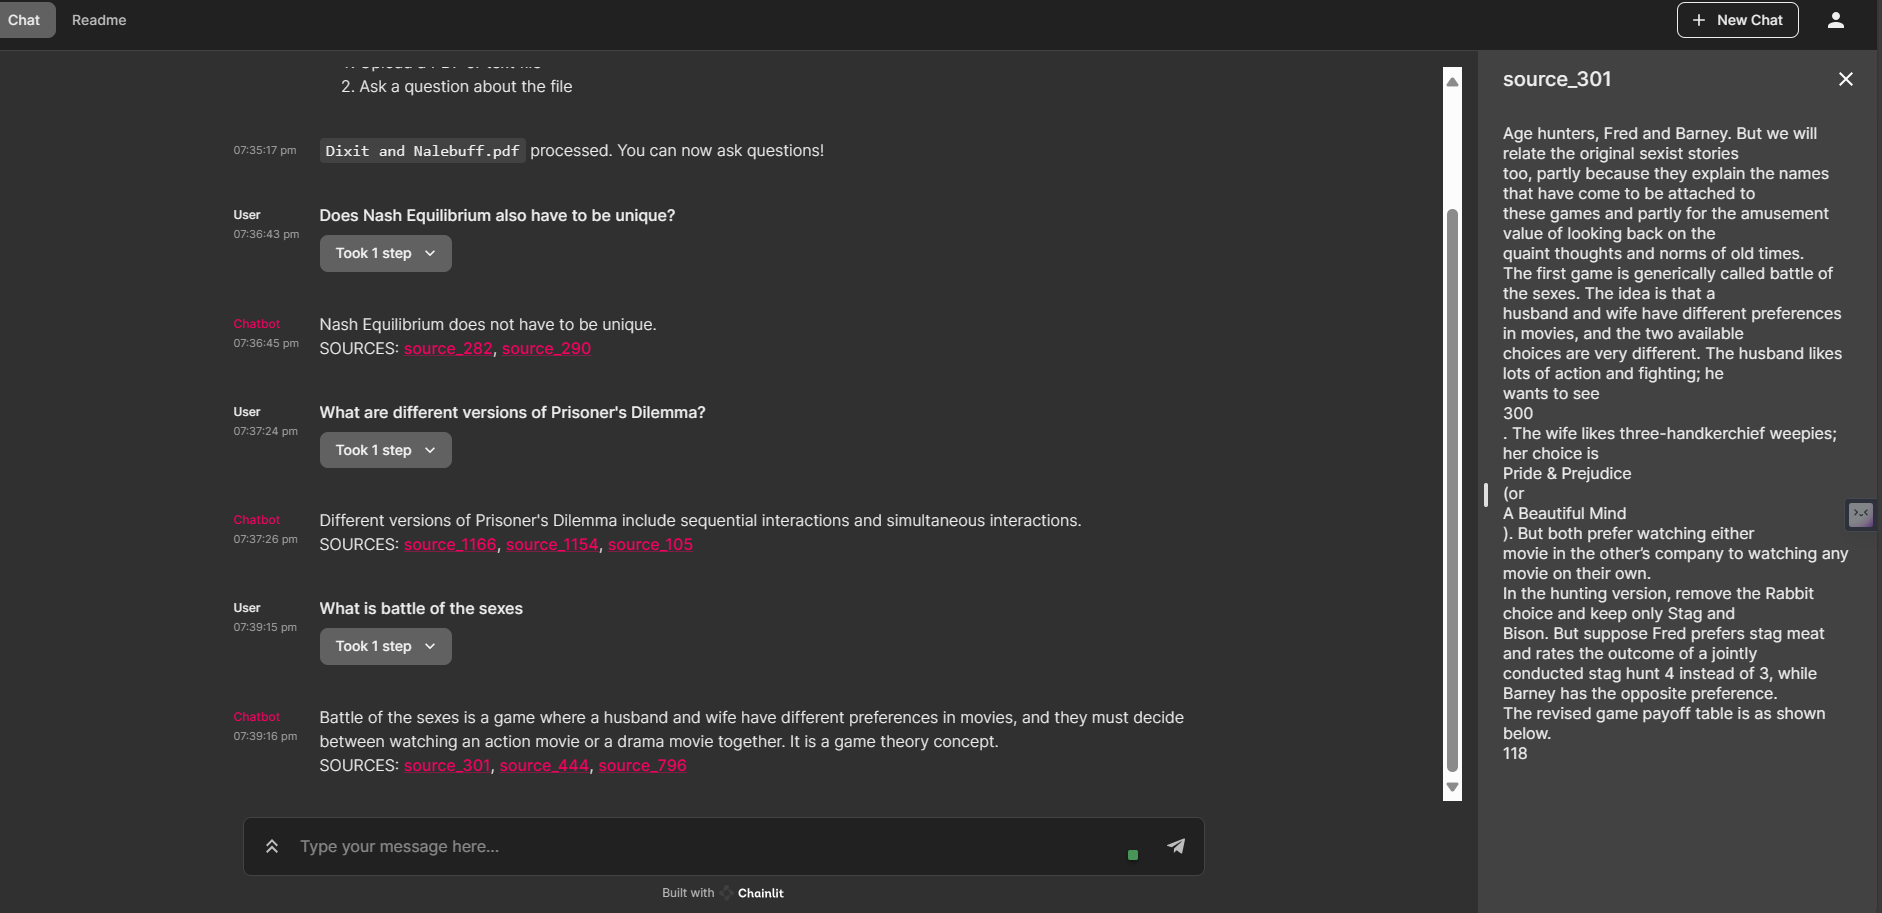 Chat
Readme
New Chat
1. Upload a PDF or text file
2. Ask a question about the file
07:35:17 pm
Dixit and Nalebuff.pdf processed. You can now ask questions!
User
07:36:43 pm
Does Nash Equilibrium also have to be unique?
Took 1 step
Chatbot
07:36:45 pm
Nash Equilibrium does not have to be unique.
SOURCES: source_282, source_290
User
07:37:24 pm
What are different versions of Prisoner's Dilemma?
Took 1 step
Chatbot
07:37:26 pm
Different versions of Prisoner's Dilemma include sequential interactions and simultaneous interactions.
SOURCES: source_1166, source_1154, source_105
User
07:39:15 pm
What is battle of the sexes
Took 1 step
Chatbot
07:39:16 pm
Battle of the sexes is a game where a husband and wife have different preferences in movies, and they must decide
between watching an action movie or a drama movie together. It is a game theory concept.
SOURCES: source_301, source_444, source_796
Type your message here...
Built with Chainlit
source_301
Age hunters, Fred and Barney. But we will
relate the original sexist stories
too, partly because they explain the names
that have come to be attached to
these games and partly for the amusement
value of looking back on the
quaint thoughts and norms of old times.
The first game is generically called battle of
the sexes. The idea is that a
husband and wife have different preferences
in movies, and the two available
choices are very different. The husband likes
lots of action and fighting; he
wants to see
300
. The wife likes three-handkerchief weepies;
her choice is
Pride & Prejudice
(or
A Beautiful Mind
). But both prefer watching either
movie in the other’s company to watching any
movie on their own.
In the hunting version, remove the Rabbit
choice and keep only Stag and
Bison. But suppose Fred prefers stag meat
and rates the outcome of a jointly
conducted stag hunt 4 instead of 3, while
Barney has the opposite preference.
The revised game payoff table is as shown
below.
118